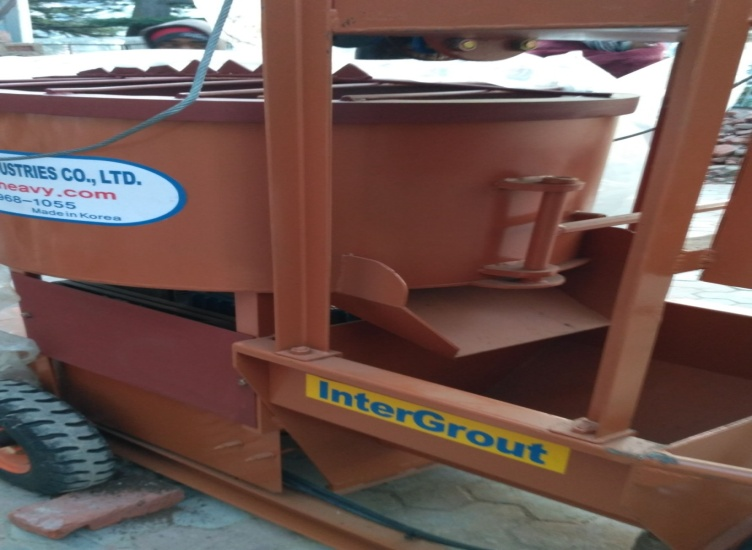 USTRIES CO., LTD.
heavy.com
968-1055
Made in Korea
InterGrout